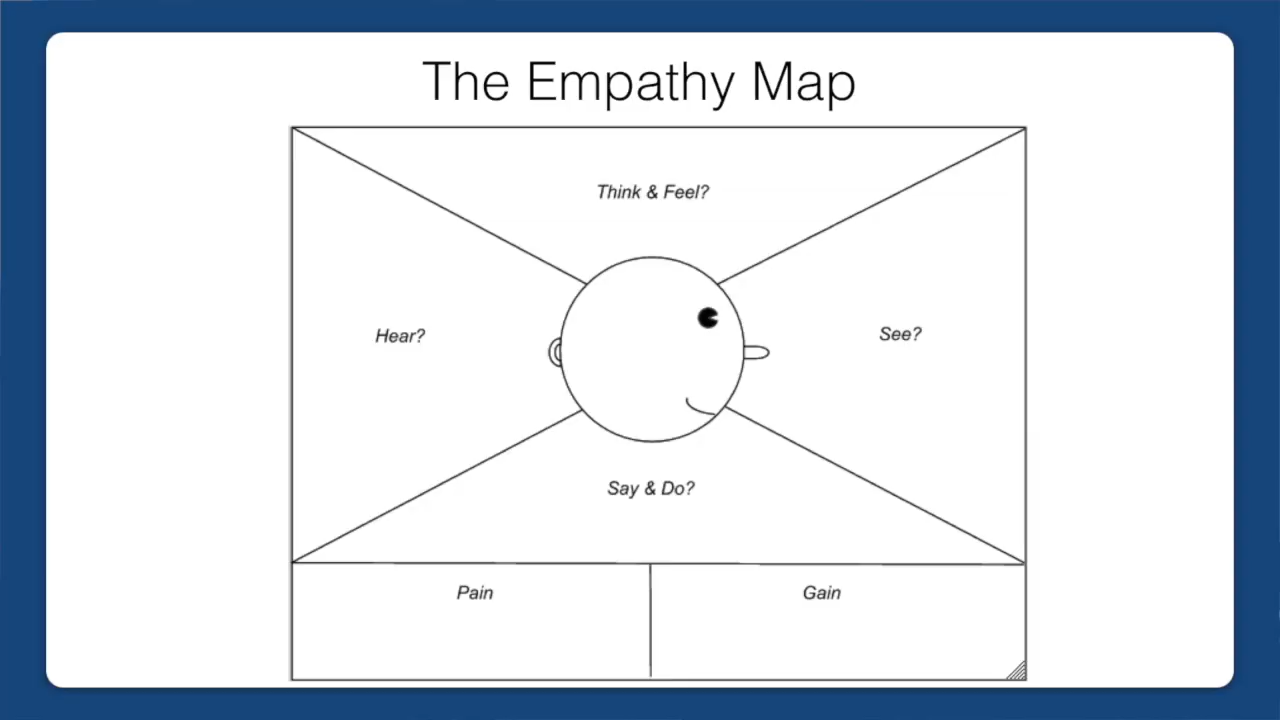 The Empathy Map
Think & Feel?
Hear?
See?
Say & Do?
Pain
Gain